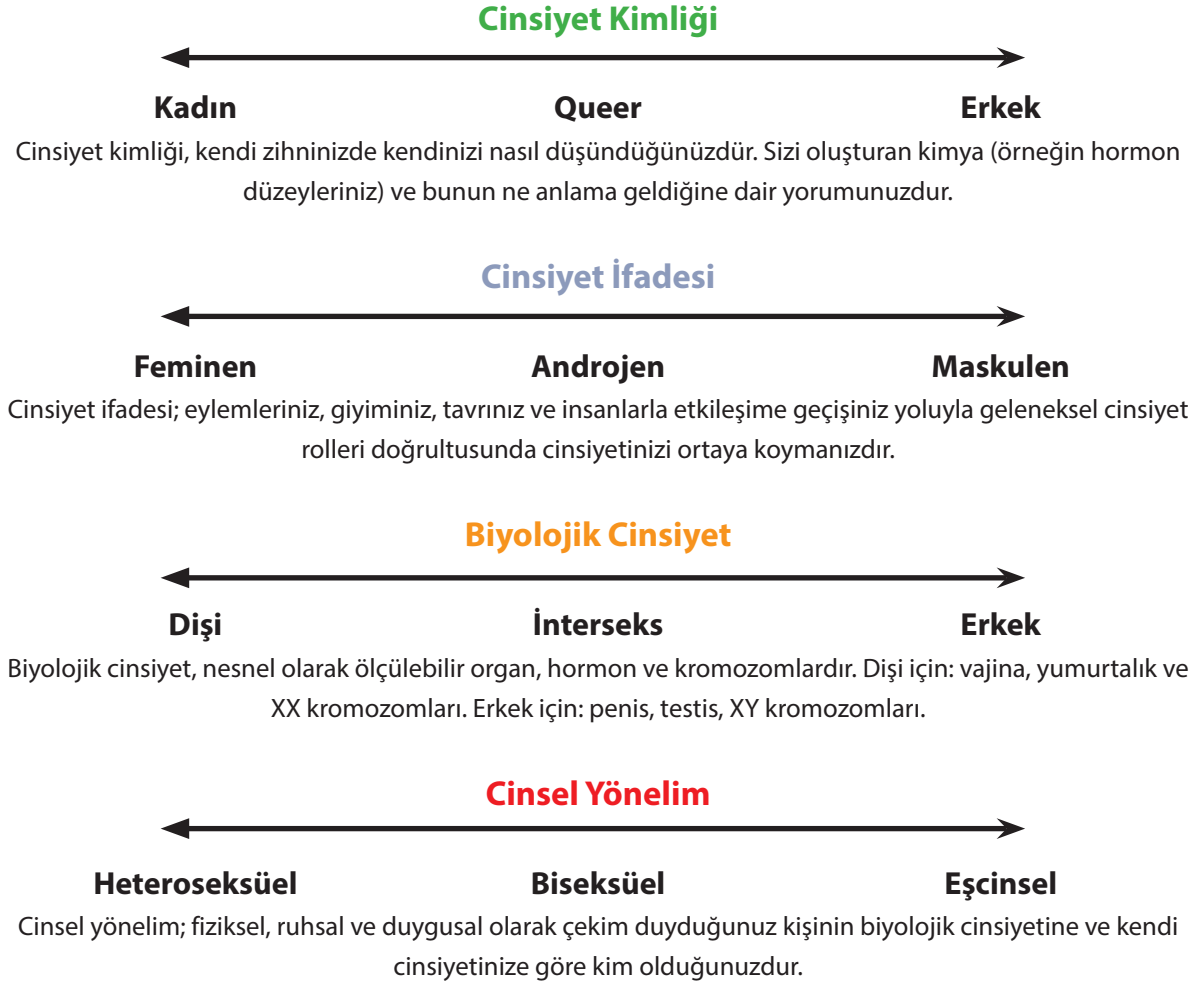 Cinsiyet Kimliği
Kadın Queer Erkek
Cinsiyet kimliği, kendi zihninizde kendinizi nasıl düşündüğünüzdür. Sizi oluşturan kimya (örneğin hormon
düzeyleriniz) ve bunun ne anlama geldiğine dair yorumunuzdur.
Cinsiyet İfadesi
Feminen Androjen Maskulen
Cinsiyet ifadesi; eylemleriniz, giyiminiz, tavrınız ve insanlarla etkileşime geçişiniz yoluyla geleneksel cinsiyet
rolleri doğrultusunda cinsiyetinizi ortaya koymanızdır.
Biyolojik Cinsiyet
Dişi İnterseks Erkek
Biyolojik cinsiyet, nesnel olarak ölçülebilir organ, hormon ve kromozomlardır. Dişi için: vajina, yumurtalık ve
XX kromozomları. Erkek için: penis, testis, XY kromozomları.
Cinsel Yönelim
Heteroseksüel Biseksüel Eşcinsel
Cinsel yönelim; fiziksel, ruhsal ve duygusal olarak çekim duyduğunuz kişinin biyolojik cinsiyetine ve kendi
cinsiyetinize göre kim olduğunuzdur.